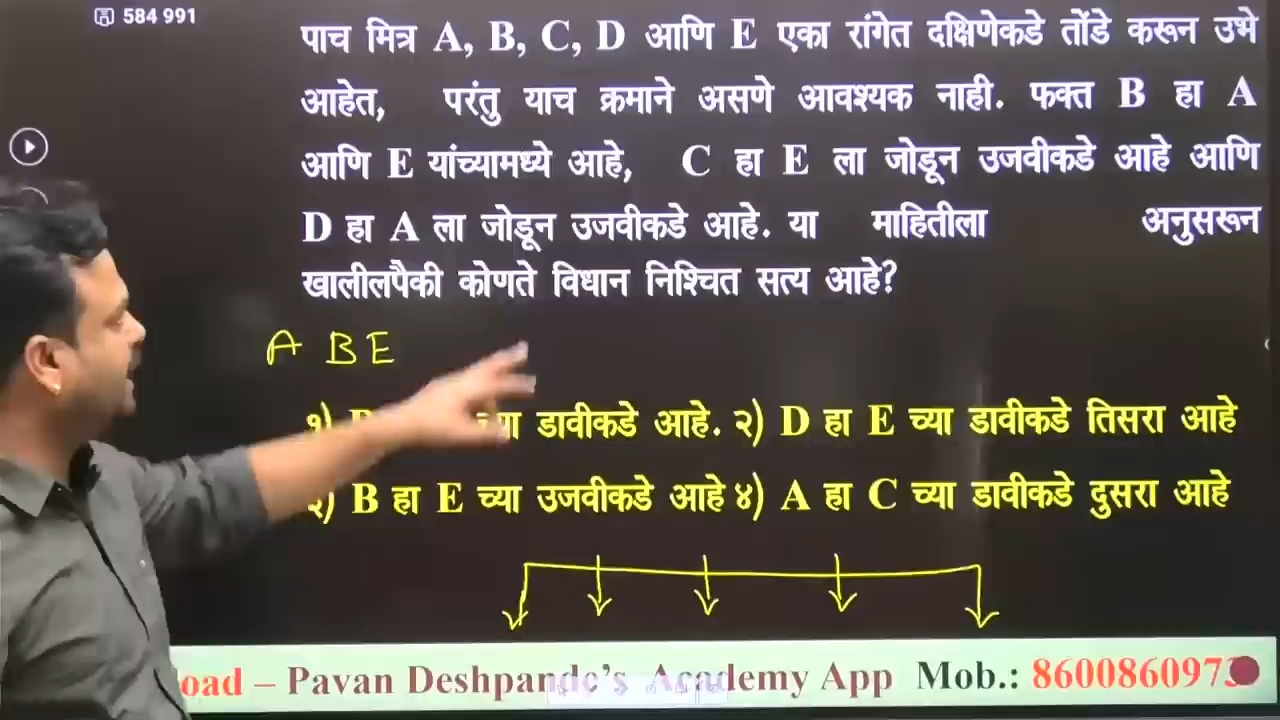 584 991
पाच मित्र A, B, C, D आणि E एका रांगेत दक्षिणेकडे तोंडे करून उभे
आहेत, परंतु याच क्रमाने असणे आवश्यक नाही. फक्त B हा A
आणि E यांच्यामध्ये आहे, C हा E ला जोडून उजवीकडे आहे आणि
D हा A ला जोडून उजवीकडे आहे. या माहितीला अनुसरून
खालीलपैकी कोणते विधान निश्चित सत्य आहे?
A B E
१) डावीकडे आहे. २) D हा E च्या डावीकडे तिसरा आहे
B हा E च्या उजवीकडे आहे ४) A हा C च्या डावीकडे दुसरा आहे
oad – Pavan Deshpande's Academy App Mob.: 860086097